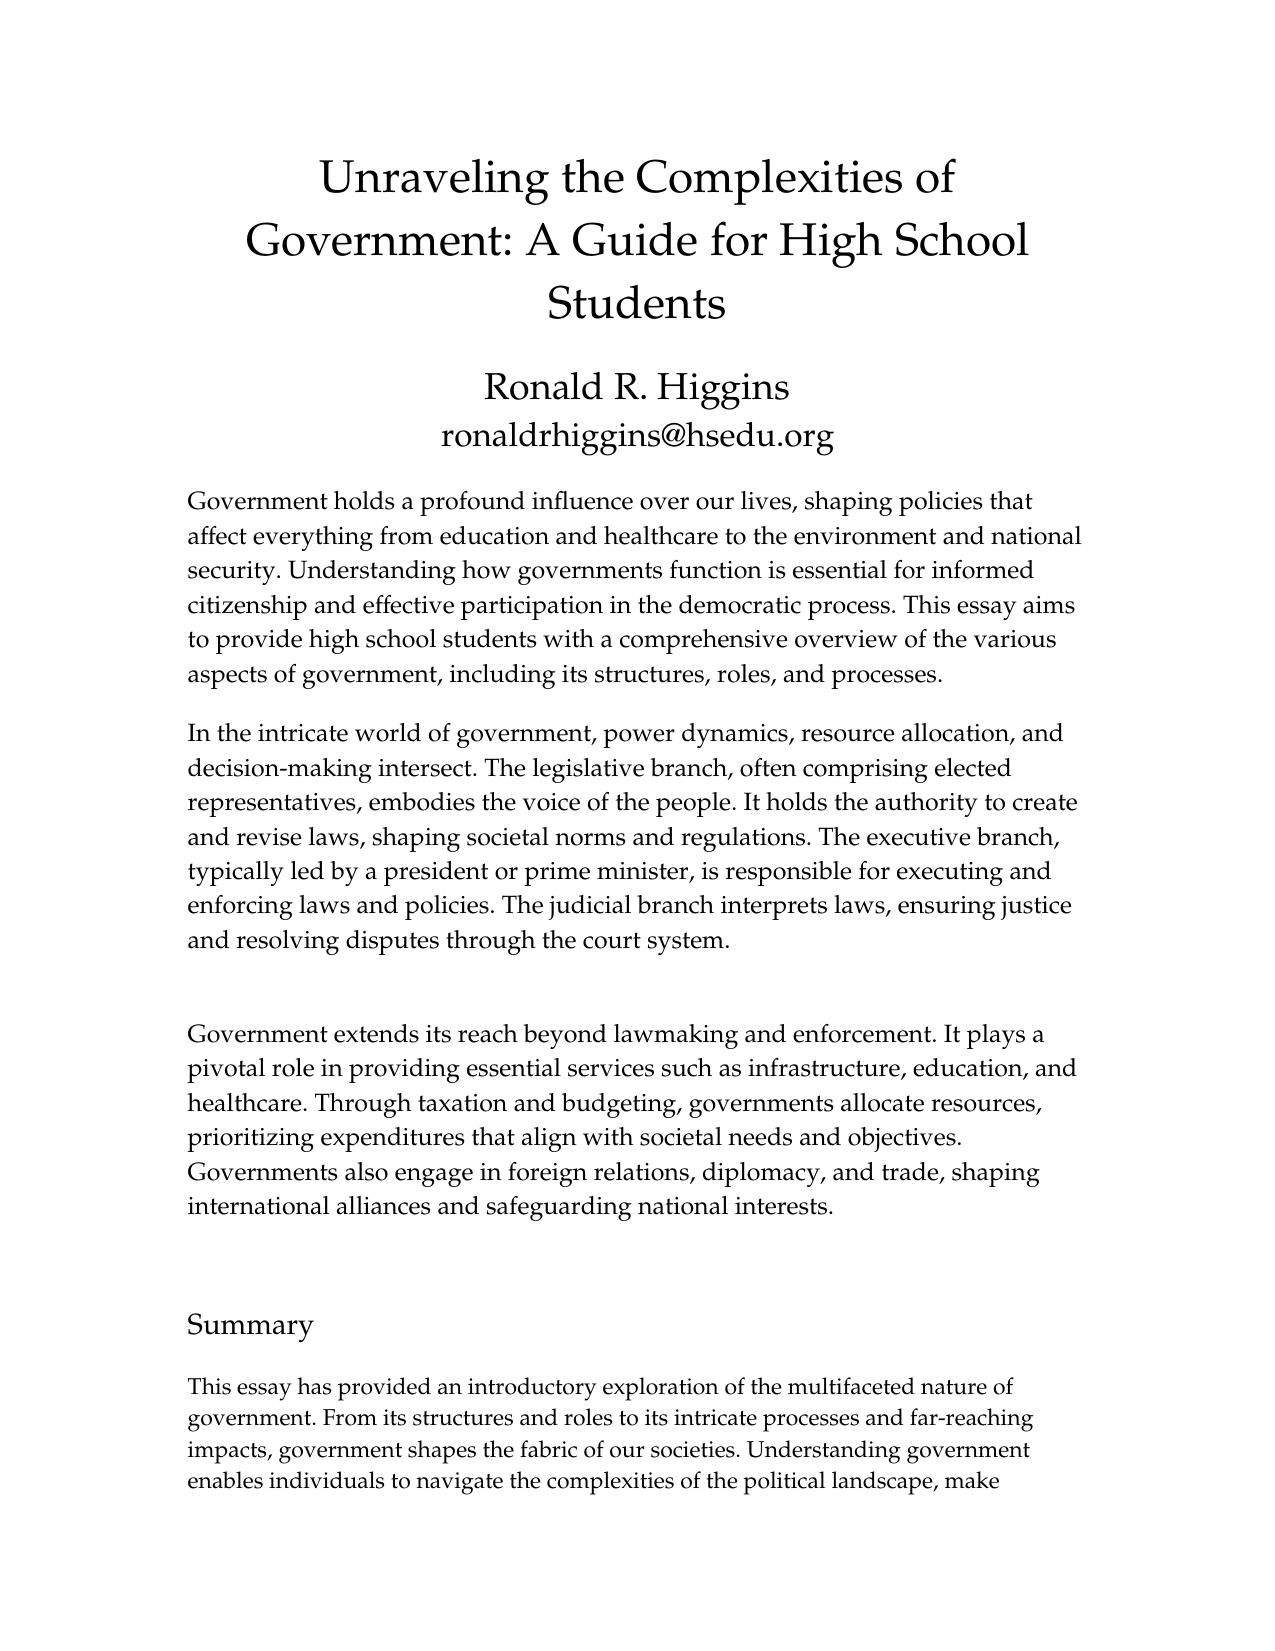 Unraveling the Complexities of
Government: A Guide for High School
Students
Ronald R. Higgins
ronaldrhiggins@hsedu.org
Government holds a profound influence over our lives, shaping policies that
affect everything from education and healthcare to the environment and national
security. Understanding how governments function is essential for informed
citizenship and effective participation in the democratic process. This essay aims
to provide high school students with a comprehensive overview of the various
aspects of government, including its structures, roles, and processes.
In the intricate world of government, power dynamics, resource allocation, and
decision-making intersect. The legislative branch, often comprising elected
representatives, embodies the voice of the people. It holds the authority to create
and revise laws, shaping societal norms and regulations. The executive branch,
typically led by a president or prime minister, is responsible for executing and
enforcing laws and policies. The judicial branch interprets laws, ensuring justice
and resolving disputes through the court system.
Government extends its reach beyond lawmaking and enforcement. It plays a
pivotal role in providing essential services such as infrastructure, education, and
healthcare. Through taxation and budgeting, governments allocate resources,
prioritizing expenditures that align with societal needs and objectives.
Governments also engage in foreign relations, diplomacy, and trade, shaping
international alliances and safeguarding national interests.
Summary
This essay has provided an introductory exploration of the multifaceted nature of
government. From its structures and roles to its intricate processes and far-reaching
impacts, government shapes the fabric of our societies. Understanding government
enables individuals to navigate the complexities of the political landscape, make